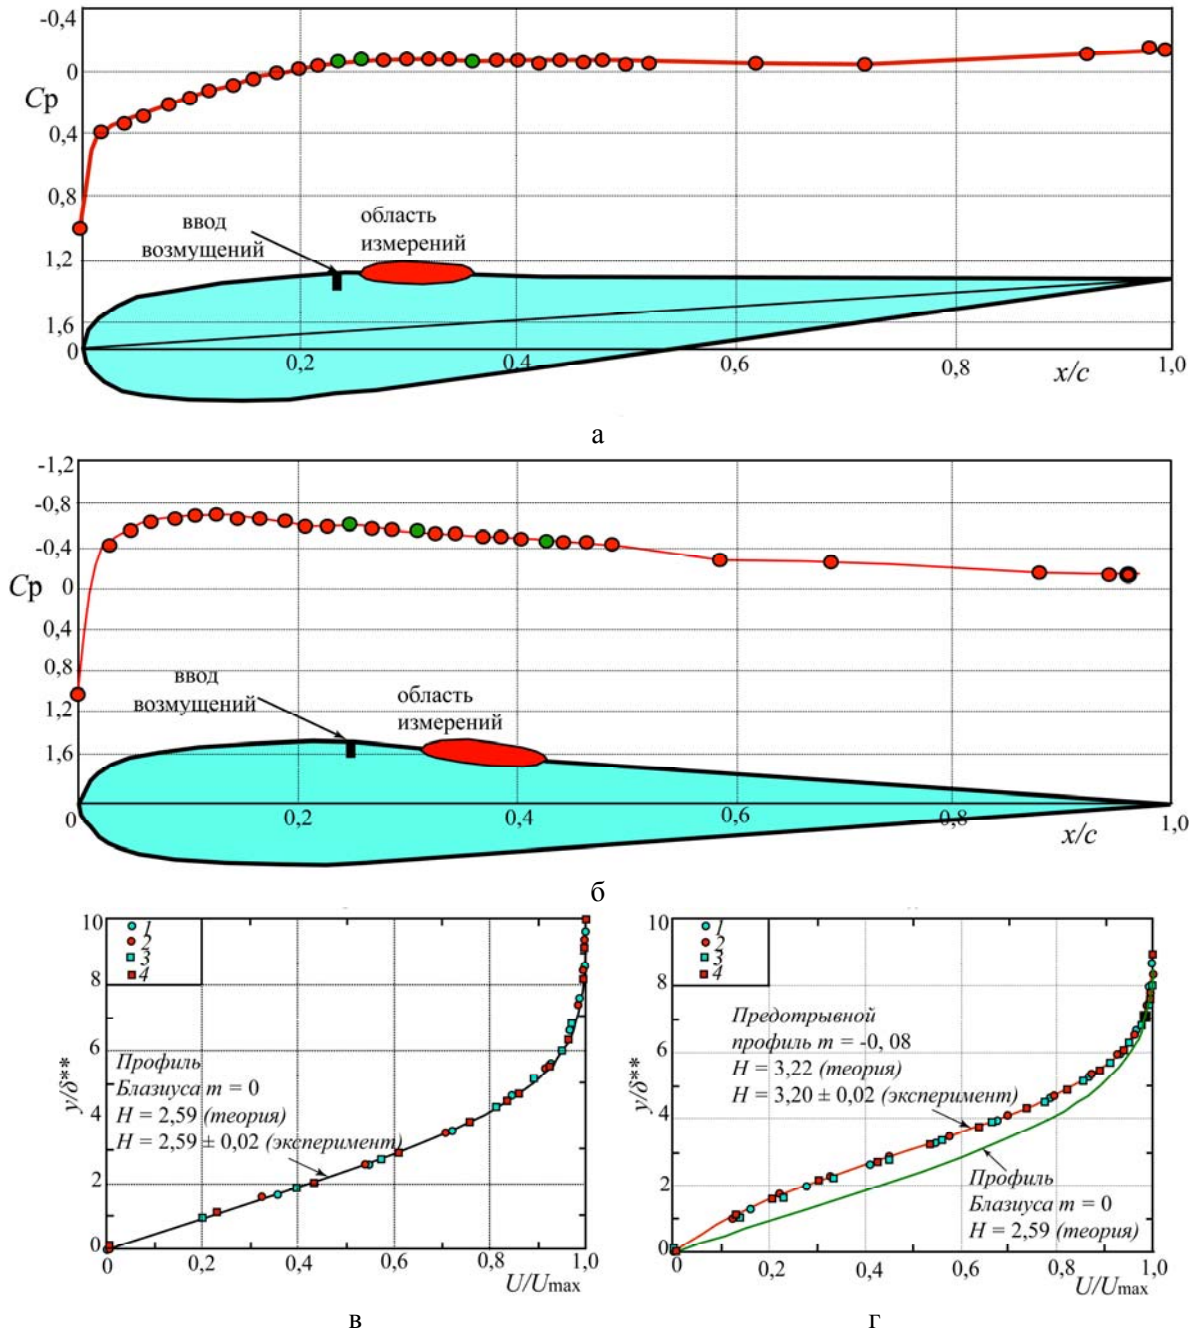 -0,4
0
Cp
0,4
0,8
ввод
возмущений
область
измерений
1,2
1,6
0
0,2
0,4
0,6
0,8
1,0
x/c
а
-1,2
-0,8
-0,4
Cp
0
0,4
0,8
ввод
возмущений
область
измерений
1,2
1,6
0
0,2
0,4
0,6
0,8
1,0
x/c
б
10
1
2
3
4
8
6
y/δ**
Профиль
Блазиуса m = 0
H = 2,59 (теория)
H = 2,59 ± 0,02 (эксперимент)
4
2
0
0
0,2
0,4
0,6
0,8
1,0
U/Umax
в
10
1
2
3
4
8
Предотрывной
профиль m = -0, 08
H = 3,22 (теория)
H = 3,20 ± 0,02 (эксперимент)
6
y/δ**
4
Профиль
Блазиуса m = 0
H = 2,59 (теория)
2
0
0
0,2
0,4
0,6
0,8
1,0
U/Umax
г